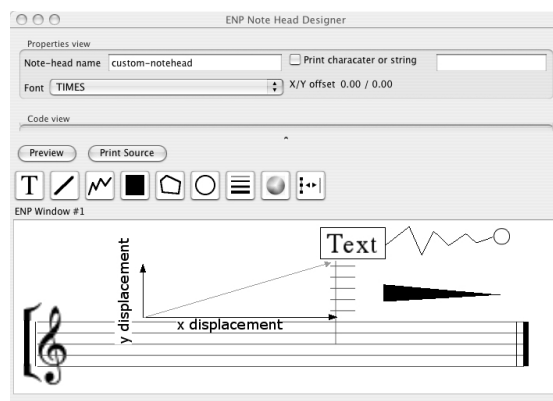 ENP Note Head Designer
Properties view
Note-head name custom-notehead Print characater or string
Font TIMES X/Y offset 0.00 / 0.00
Code view
Preview Print Source
T
ENP Window #1
Text
y displacement
x displacement